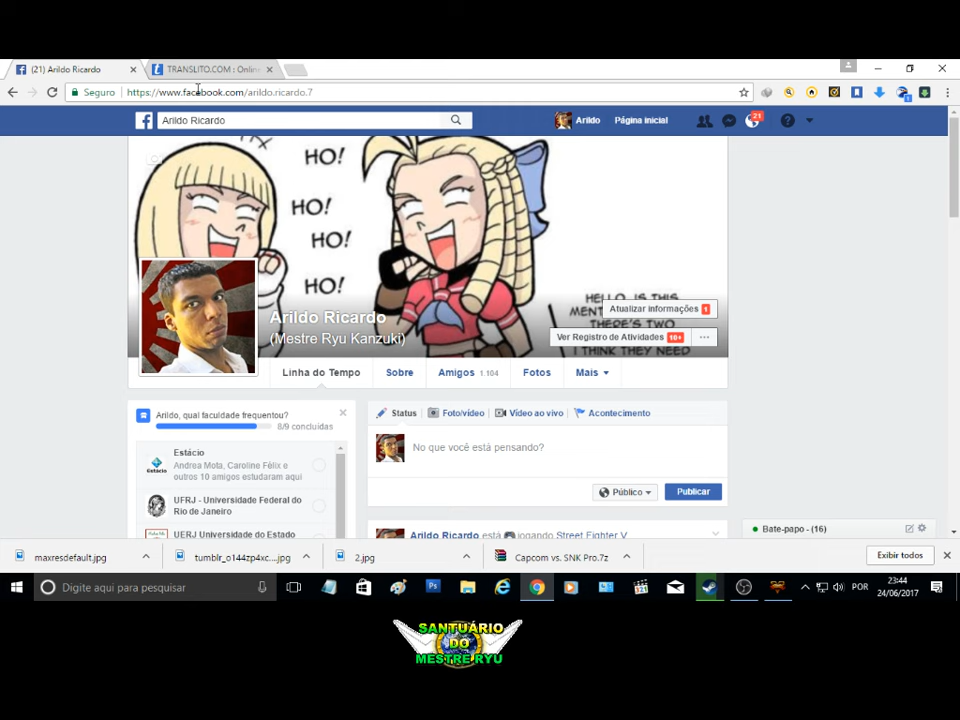 (21) Arildo Ricardo
TRANSLITO.COM : Onlin
Seguro
https://www.facebook.com/arildo.ricardo.7
Arildo Ricardo
Arildo
Página inicial
21
HO!
HO!
HO!
HO!
HELLO, IS THIS
THERE'S TWO
I THINK THEY NEED
Arildo Ricardo
(Mestre Ryu Kanzuki)
Atualizar informações 1
Ver Registro de Atividades 10+
Linha do Tempo
Sobre
Amigos 1.104
Fotos
Mais
Arildo, qual faculdade frequentou?
8/9 concluídas
Estácio
Andrea Mota, Caroline Félix e
outros 10 amigos estudaram aqui
UFRJ - Universidade Federal do
Rio de Janeiro
UERJ Universidade do Estado
Status
Foto/vídeo
Vídeo ao vivo
Acontecimento
No que você está pensando?
Público
Publicar
Arildo Ricardo está jogando Street Fighter V
Bate-papo - (16)
maxresdefault.jpg
tumblr_o144zp4xc....jpg
2.jpg
Capcom vs. SNK Pro.7z
Exibir todos
Digite aqui para pesquisar
POR
23:44
24/06/2017
SANTUÁRIO
DO
MESTRE RYU